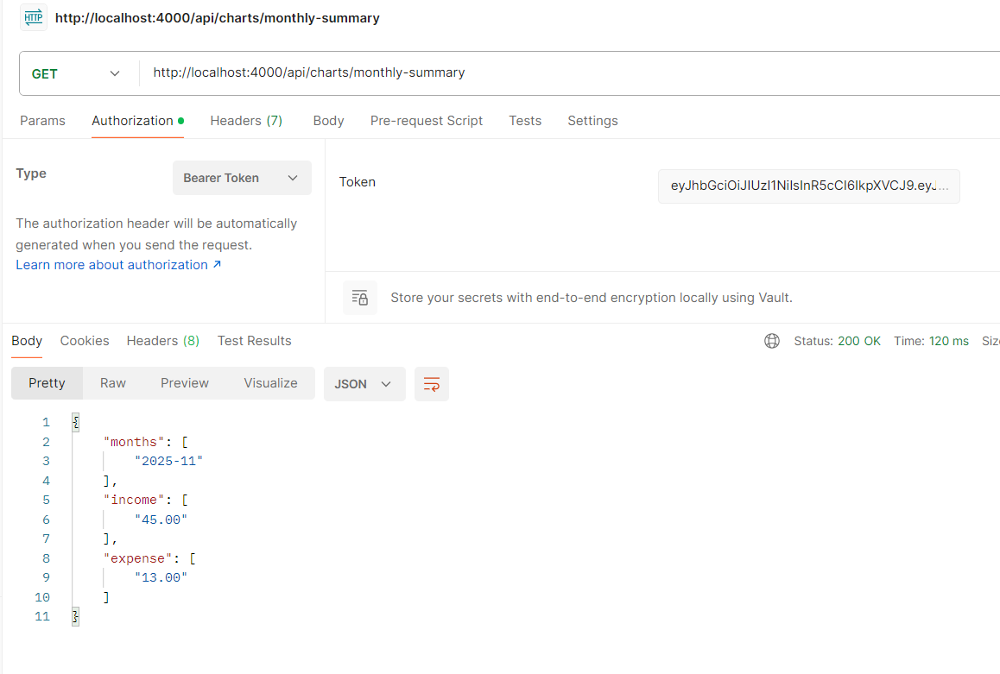 HTTP http://localhost:4000/api/charts/monthly-summary
GET http://localhost:4000/api/charts/monthly-summary
Params Authorization Headers (7) Body Pre-request Script Tests Settings
Type Bearer Token
The authorization header will be automatically
generated when you send the request.
Learn more about authorization ↗
Token eyJhbGciOiJIUzI1NiIsInR5cCI6IkpXVCJ9.eyJ...
Store your secrets with end-to-end encryption locally using Vault.
Body Cookies Headers (8) Test Results Status: 200 OK Time: 120 ms Size
Pretty Raw Preview Visualize JSON
1 {
2 "months": [
3 "2025-11"
4 ],
5 "income": [
6 "45.00"
7 ],
8 "expense": [
9 "13.00"
10 ]
11 }